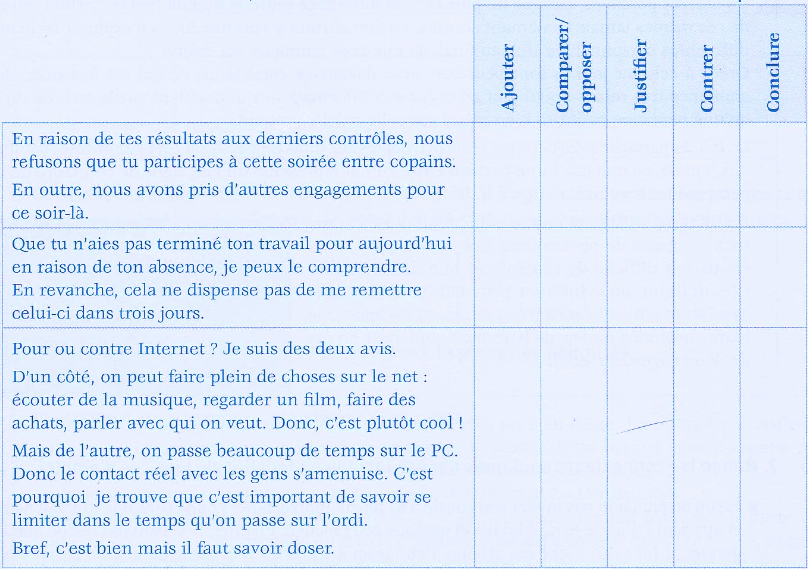 Ajouter
Comparer/
opposer
Justifier
Contrer
Conclure
En raison de tes résultats aux derniers contrôles, nous
refusons que tu participes à cette soirée entre copains.
En outre, nous avons pris d'autres engagements pour
ce soir-là.
Que tu n'aies pas terminé ton travail pour aujourd'hui
en raison de ton absence, je peux le comprendre.
En revanche, cela ne dispense pas de me remettre
celui-ci dans trois jours.
Pour ou contre Internet ? Je suis des deux avis.
D'un côté, on peut faire plein de choses sur le net :
écouter de la musique, regarder un film, faire des
achats, parler avec qui on veut. Donc, c'est plutôt cool !
Mais de l'autre, on passe beaucoup de temps sur le PC.
Donc le contact réel avec les gens s'amenuise. C'est
pourquoi je trouve que c'est important de savoir se
limiter dans le temps qu'on passe sur l'ordi.
Bref, c'est bien mais il faut savoir doser.